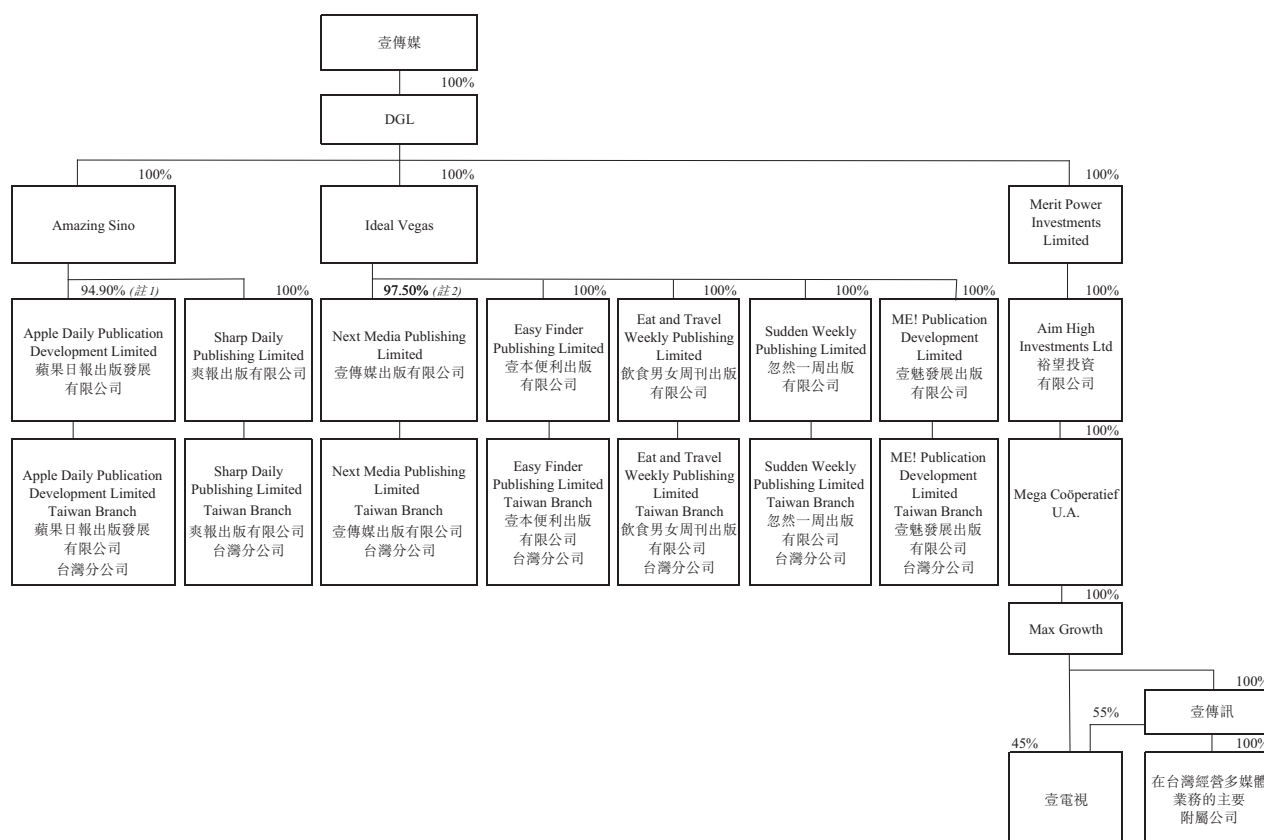 壹傳媒
100%
DGL
100%
100%
100%
Amazing Sino
Ideal Vegas
Merit Power
Investments
Limited
94.90% (註1)
100%
97.50% (註2)
100%
100%
100%
100%
100%
Apple Daily Publication
Development Limited
蘋果日報出版發展
有限公司
Sharp Daily
Publishing Limited
爽報出版有限公司
Next Media Publishing
Limited
壹傳媒出版有限公司
Easy Finder
Publishing Limited
壹本便利出版
有限公司
Eat and Travel
Weekly Publishing
Limited
飲食男女周刊出版
有限公司
Sudden Weekly
Publishing Limited
忽然一周出版
有限公司
ME! Publication
Development
Limited
壹魅發展出版
有限公司
Aim High
Investments Ltd
裕望投資
有限公司
100%
Apple Daily Publication
Development Limited
Taiwan Branch
蘋果日報出版發展
有限公司
台灣分公司
Sharp Daily
Publishing Limited
Taiwan Branch
爽報出版有限公司
台灣分公司
Next Media Publishing
Limited
Taiwan Branch
壹傳媒出版有限公司
台灣分公司
Easy Finder
Publishing Limited
Taiwan Branch
壹本便利出版
有限公司
台灣分公司
Eat and Travel
Weekly Publishing
Limited
Taiwan Branch
飲食男女周刊出版
有限公司
台灣分公司
Sudden Weekly
Publishing Limited
Taiwan Branch
忽然一周出版
有限公司
台灣分公司
ME! Publication
Development
Limited
Taiwan Branch
壹魅發展出版
有限公司
台灣分公司
Mega Coöperatief
U.A.
100%
Max Growth
100%
壹傳訊
55%
45%
100%
壹電視
在台灣經營多媒體
業務的主要
附屬公司